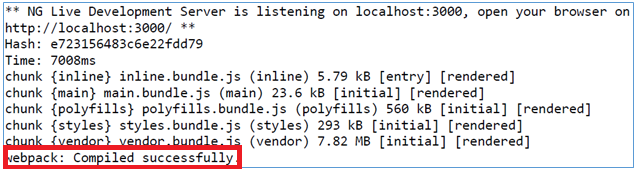 ** NG Live Development Server is listening on localhost:3000, open your browser on
http://localhost:3000/ **
Hash: e723156483c6e22fdd79
Time: 7008ms
chunk {inline} inline.bundle.js (inline) 5.79 kB [entry] [rendered]
chunk {main} main.bundle.js (main) 23.6 kB [initial] [rendered]
chunk {polyfills} polyfills.bundle.js (polyfills) 560 kB [initial] [rendered]
chunk {styles} styles.bundle.js (styles) 293 kB [initial] [rendered]
chunk {vendor} vendor.bundle.js (vendor) 7.82 MB [initial] [rendered]
webpack: Compiled successfully.